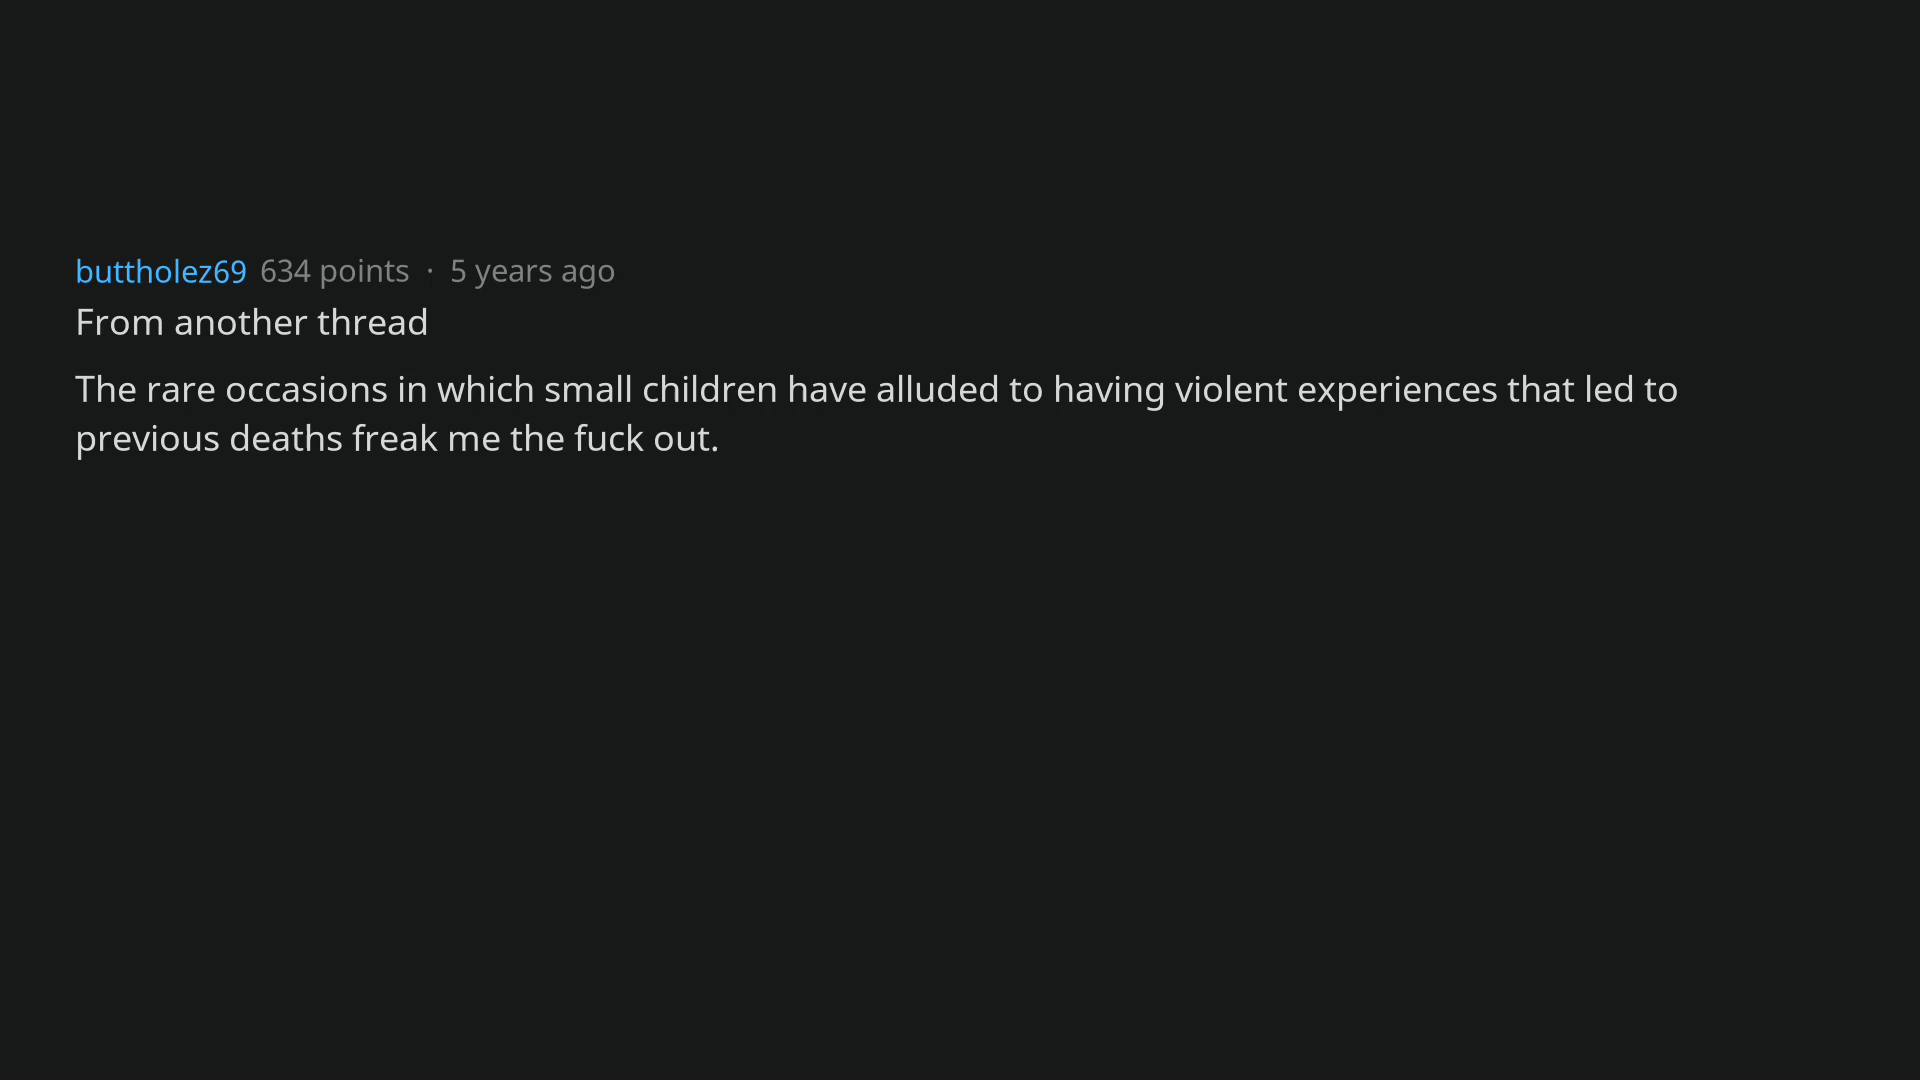 buttholez69 634 points · 5 years ago
From another thread
The rare occasions in which small children have alluded to having violent experiences that led to
previous deaths freak me the fuck out.